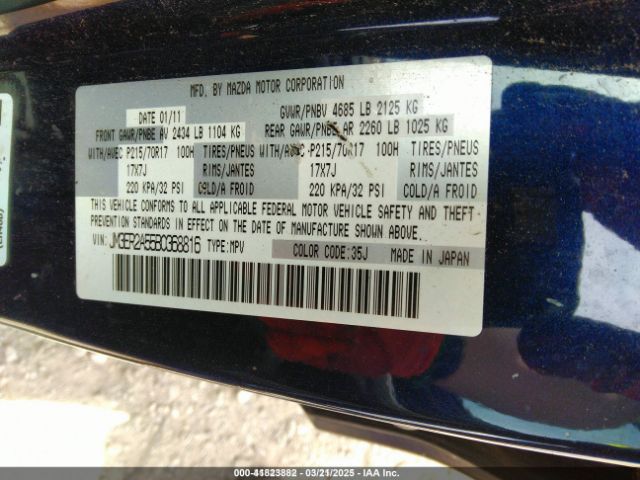 MFD. BY MAZDA MOTOR CORPORATION
DATE 01/11 GVWR/PNBV 4685 LB 2125 KG
FRONT GAWR/PNBE AV 2434 LB 1104 KG REAR GAWR/PNBE AR 2260 LB 1025 KG
WITH/AVEC P215/70R17 100H TIRES/PNEUS WITH/AVEC P215/70R17 100H TIRES/PNEUS
17X7J RIMS/JANTES 17X7J RIMS/JANTES
220 KPA/32 PSI COLD/A FROID 220 KPA/32 PSI COLD/A FROID
THIS VEHICLE CONFORMS TO ALL APPLICABLE FEDERAL MOTOR VEHICLE SAFETY AND THEFT
PREVENTION STANDARDS IN EFFECT ON THE DATE OF MANUFACTURE SHOWN ABOVE.
VIN: JM3ER2A55B0368816 TYPE: MPV COLOR CODE: 35J MADE IN JAPAN
000-41623882 - 03/21/2025 - IAA Inc.